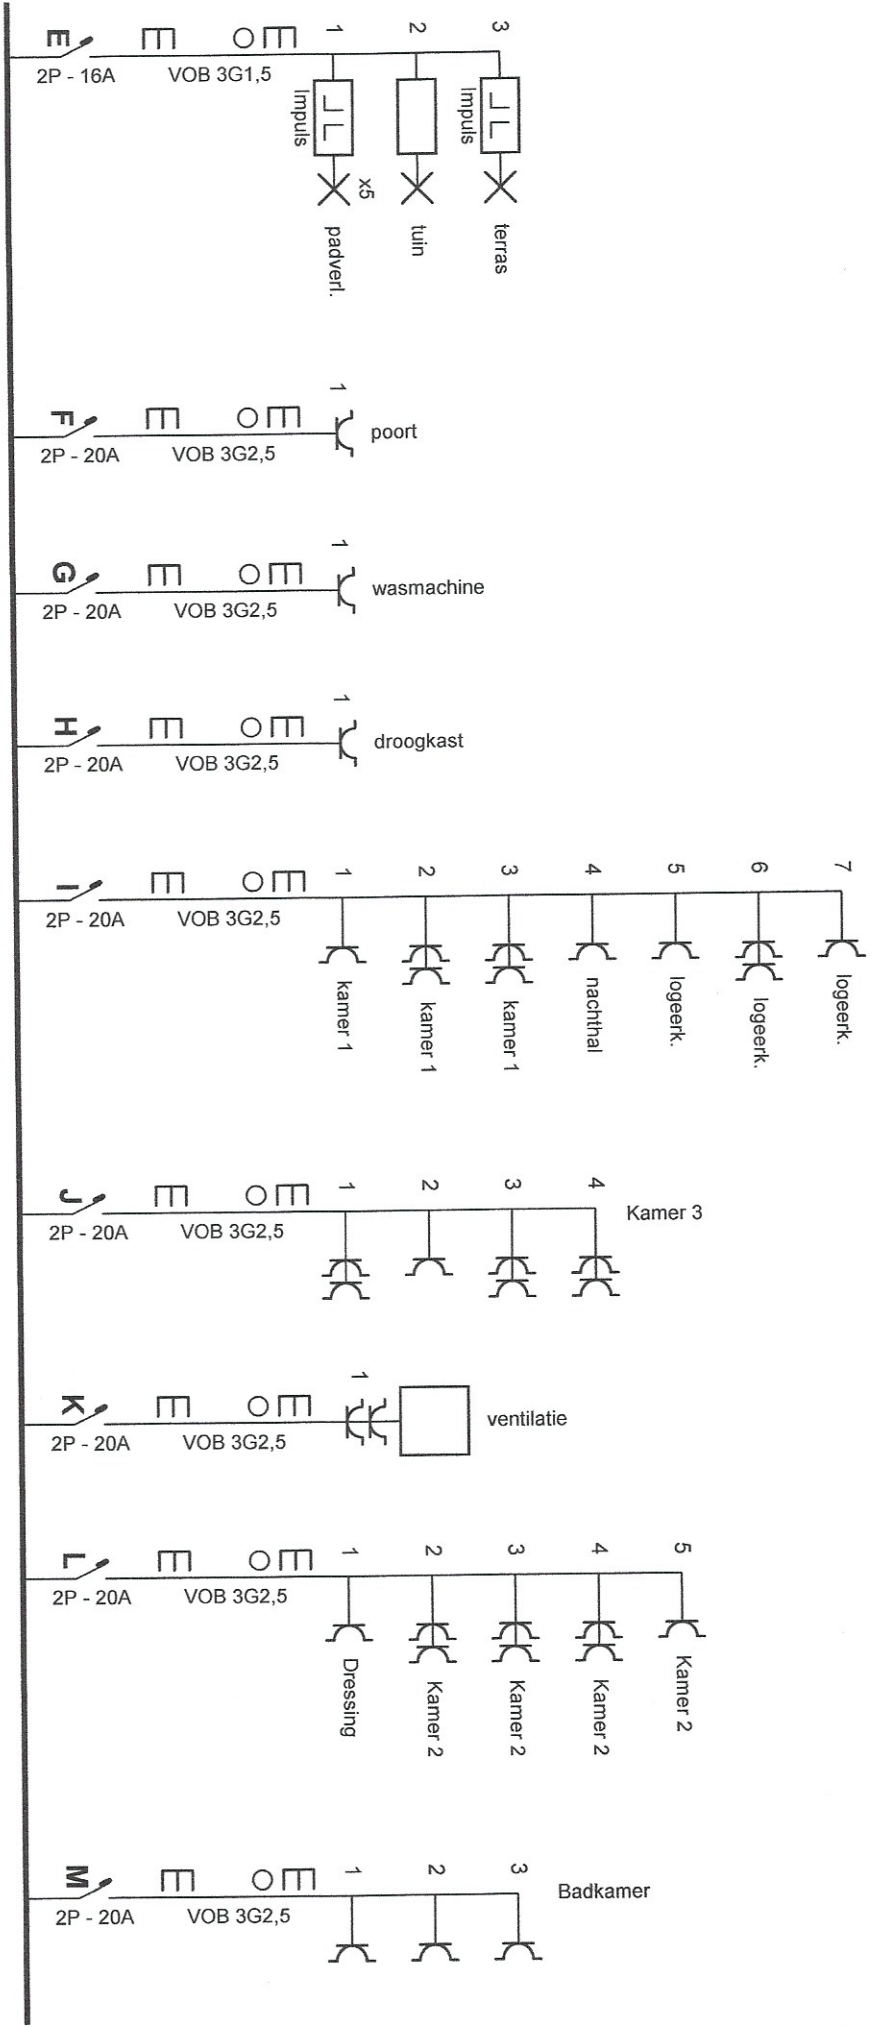 E
2P - 16A
VOB 3G1,5
1
2
3
Impuls
Impuls
x5
padverl.
tuin
terras
F
2P - 20A
VOB 3G2,5
1
poort
G
2P - 20A
VOB 3G2,5
1
wasmachine
H
2P - 20A
VOB 3G2,5
1
droogkast
I
2P - 20A
VOB 3G2,5
1
2
3
4
5
6
7
kamer 1
kamer 1
kamer 1
nachthal
logeerk.
logeerk.
logeerk.
J
2P - 20A
VOB 3G2,5
1
2
3
4
Kamer 3
K
2P - 20A
VOB 3G2,5
1
ventilatie
L
2P - 20A
VOB 3G2,5
1
2
3
4
5
Dressing
Kamer 2
Kamer 2
Kamer 2
Kamer 2
M
2P - 20A
VOB 3G2,5
1
2
3
Badkamer